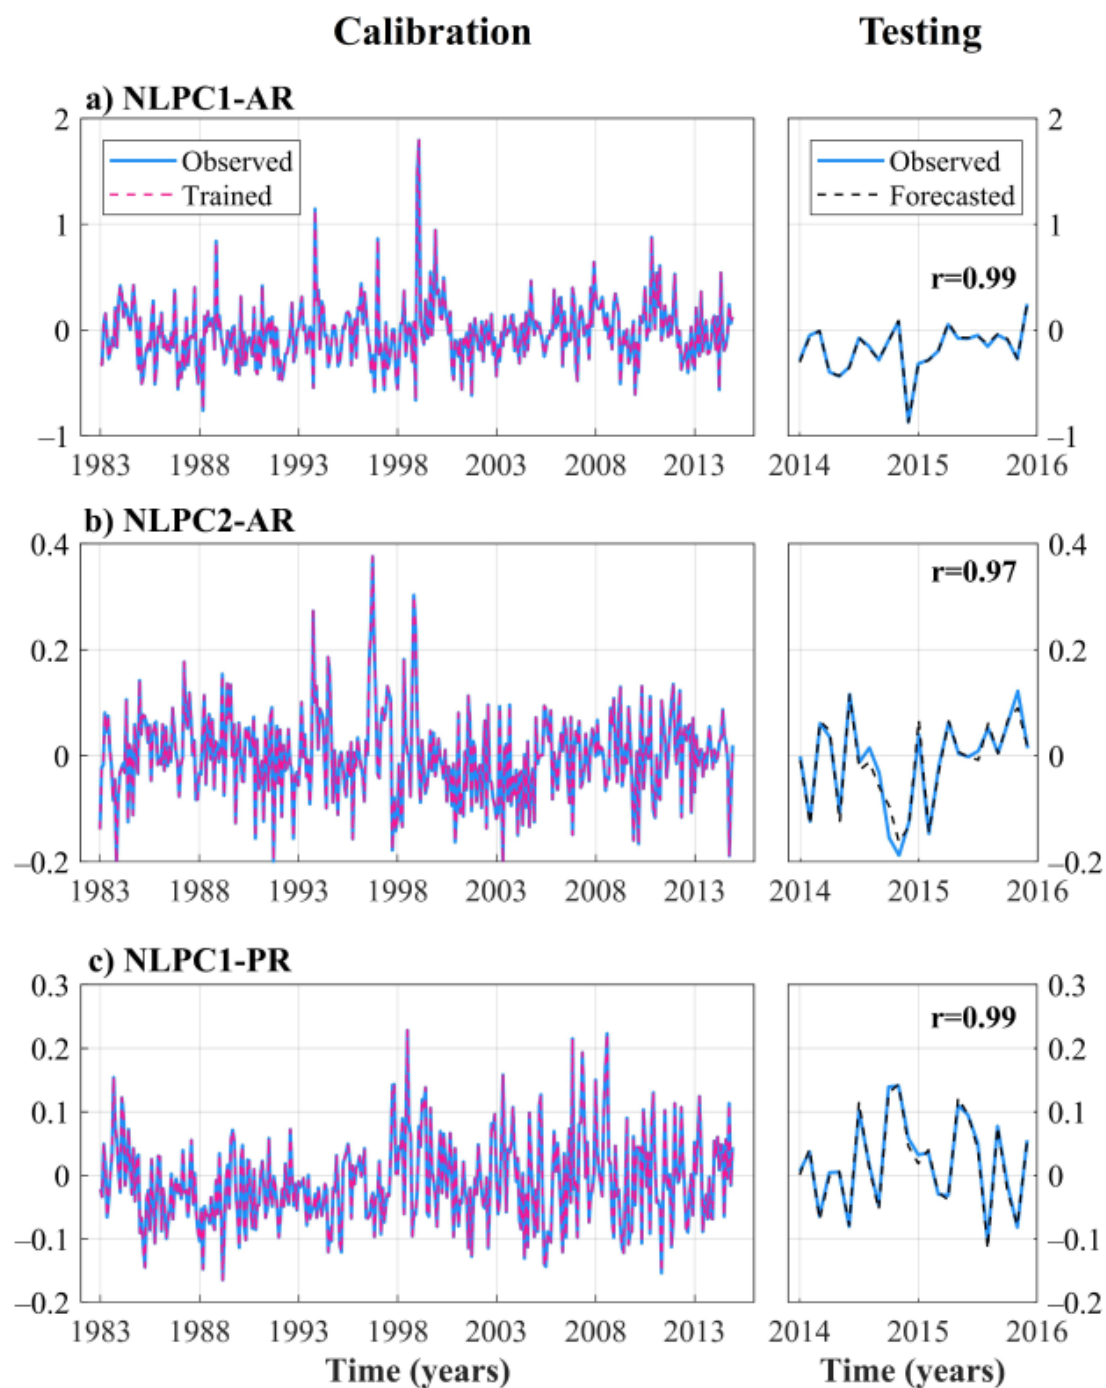 Calibration
Testing
a) NLPC1-AR
2
1
0
–1
Observed
Trained
1983 1988 1993 1998 2003 2008 2013
Observed
Forecasted
r=0.99
2
1
0
–1
2014 2015 2016
b) NLPC2-AR
0.4
0.2
0
–0.2
1983 1988 1993 1998 2003 2008 2013
r=0.97
0.4
0.2
0
–0.2
2014 2015 2016
c) NLPC1-PR
0.3
0.2
0.1
0
–0.1
–0.2
1983 1988 1993 1998 2003 2008 2013
Time (years)
r=0.99
0.3
0.2
0.1
0
–0.1
–0.2
2014 2015 2016
Time (years)